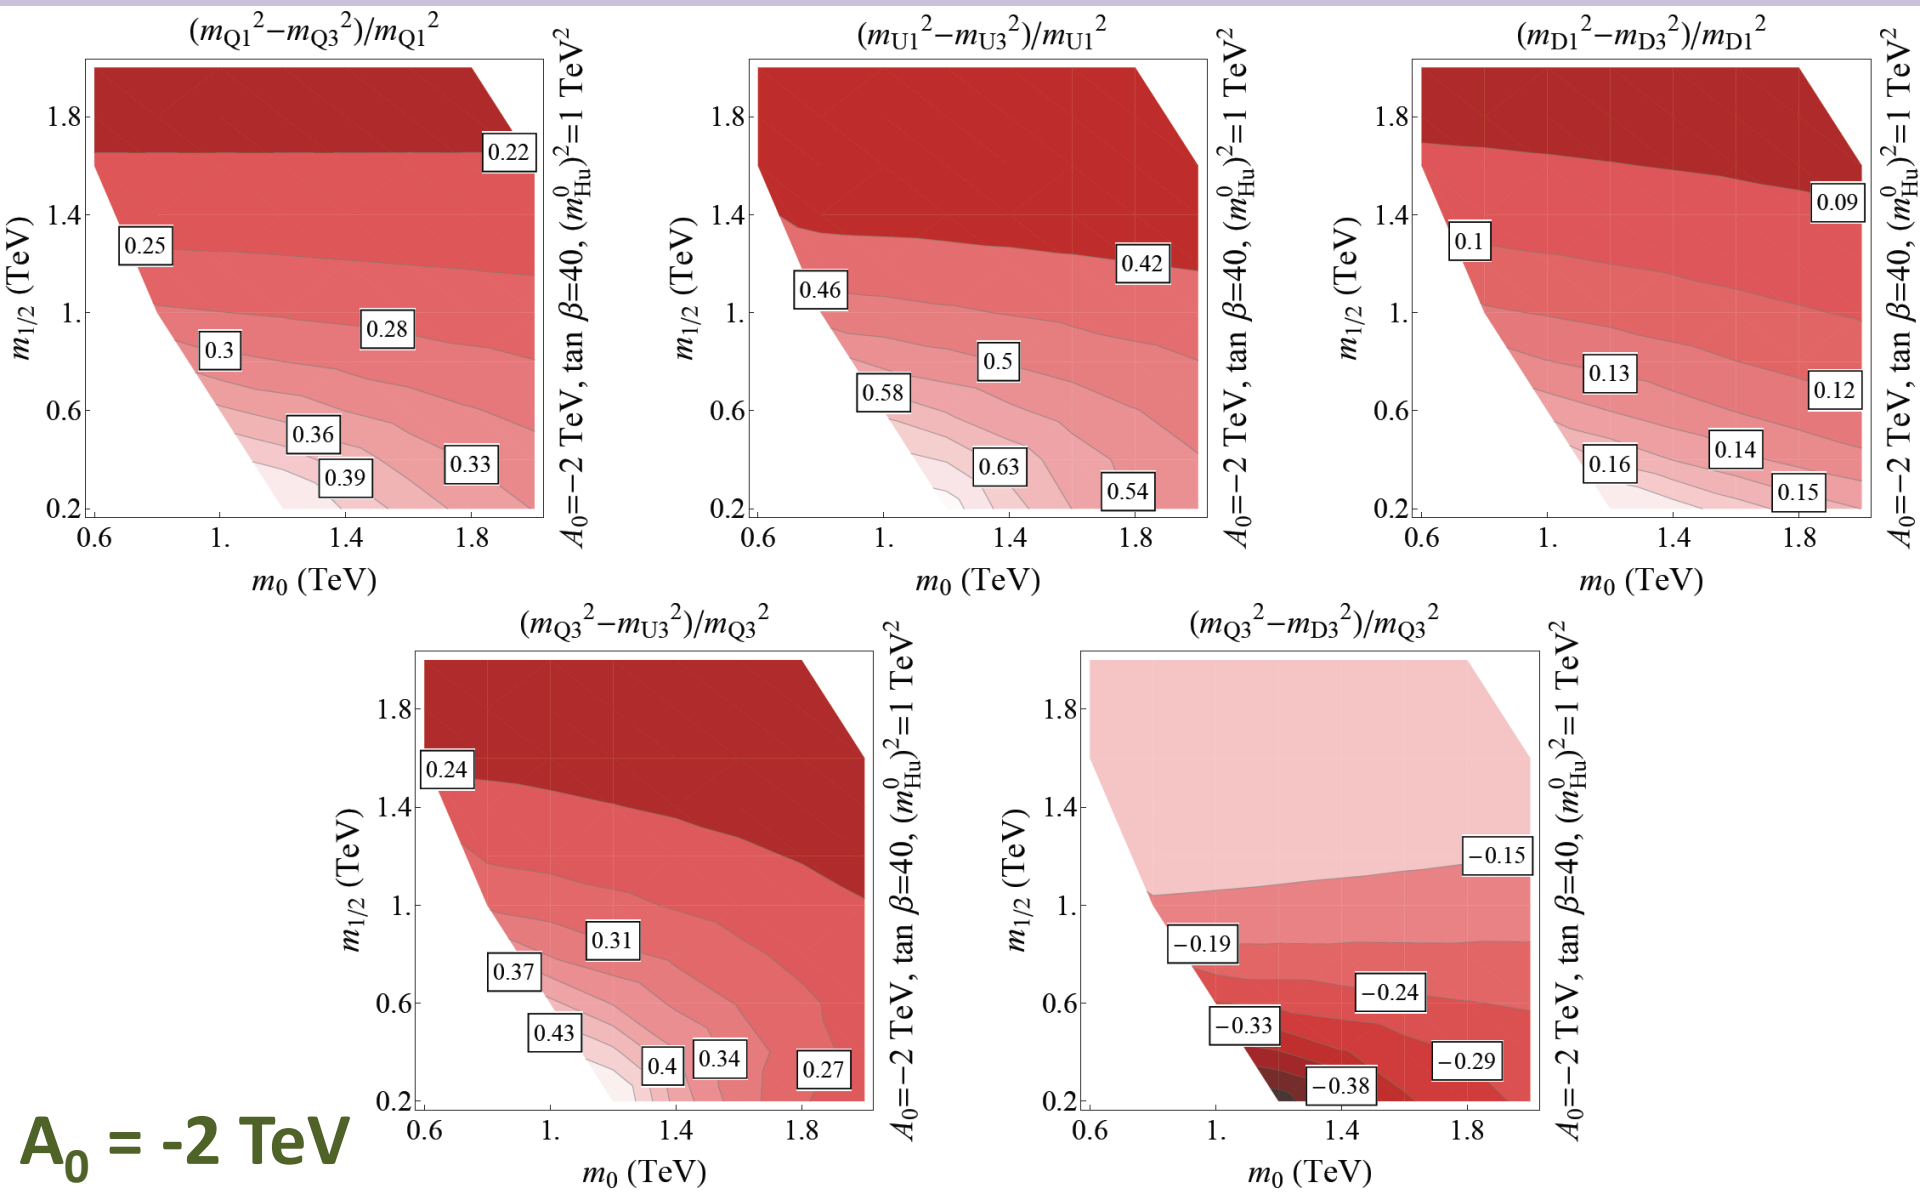 (mQ1²−mQ3²)/mQ1²
1.8
1.4
1.
0.6
0.2
0.6 1. 1.4 1.8
m1/2 (TeV)
m0 (TeV)
0.22
0.25
0.28
0.3
0.36
0.39
0.33
A0=−2 TeV, tan β=40, (m⁰Hu)²=1 TeV²
(mU1²−mU3²)/mU1²
1.8
1.4
1.
0.6
0.2
0.6 1. 1.4 1.8
m1/2 (TeV)
m0 (TeV)
0.42
0.46
0.5
0.58
0.63
0.54
A0=−2 TeV, tan β=40, (m⁰Hu)²=1 TeV²
(mD1²−mD3²)/mD1²
1.8
1.4
1.
0.6
0.2
0.6 1. 1.4 1.8
m1/2 (TeV)
m0 (TeV)
0.09
0.1
0.13
0.12
0.14
0.16
0.15
A0=−2 TeV, tan β=40, (m⁰Hu)²=1 TeV²
(mQ3²−mU3²)/mQ3²
1.8
1.4
1.
0.6
0.2
0.6 1. 1.4 1.8
m1/2 (TeV)
m0 (TeV)
0.24
0.31
0.37
0.43
0.4
0.34
0.27
A0=−2 TeV, tan β=40, (m⁰Hu)²=1 TeV²
(mQ3²−mD3²)/mQ3²
1.8
1.4
1.
0.6
0.2
0.6 1. 1.4 1.8
m1/2 (TeV)
m0 (TeV)
−0.15
−0.19
−0.24
−0.33
−0.29
−0.38
A0=−2 TeV, tan β=40, (m⁰Hu)²=1 TeV²
A0 = -2 TeV